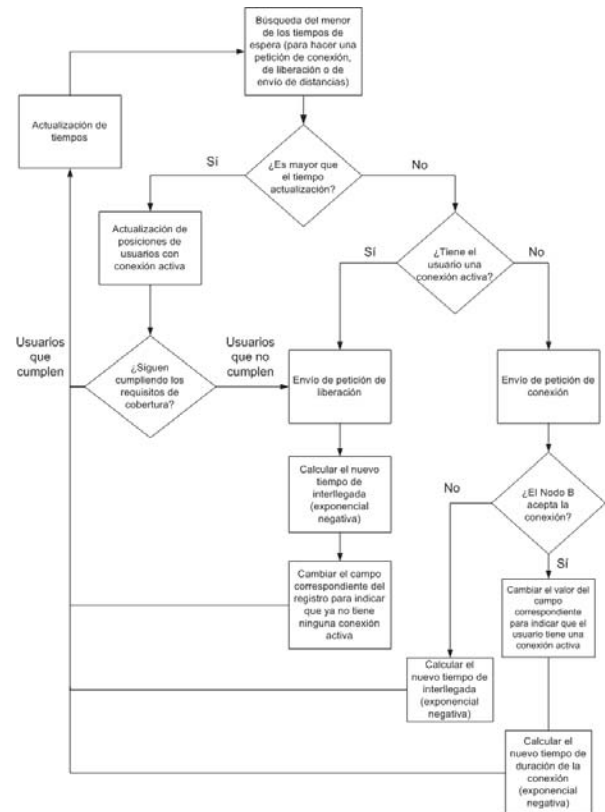 Búsqueda del menor
de los tiempos de
espera (para hacer una
petición de conexión,
de liberación o de
envío de distancias)
Actualización de
tiempos
¿Es mayor que
el tiempo
actualización?
Sí
No
Actualización de
posiciones de
usuarios con
conexión activa
¿Tiene el
usuario una
conexión activa?
Sí
No
Usuarios
que
cumplen
¿Siguen
cumpliendo los
requisitos de
cobertura?
Usuarios
que no
cumplen
Envío de petición de
liberación
Envío de petición de
conexión
Calcular el nuevo
tiempo de
interllegada
(exponencial
negativa)
No
¿El Nodo B
acepta la
conexión?
Sí
Cambiar el campo
correspondiente del
registro para indicar
que ya no tiene
ninguna conexión
activa
Cambiar el valor del
campo
correspondiente
para indicar que el
usuario tiene una
conexión activa
Calcular el
nuevo tiempo de
interllegada
(exponencial
negativa)
Calcular el
nuevo tiempo de
duración de la
conexión
(exponencial
negativa)